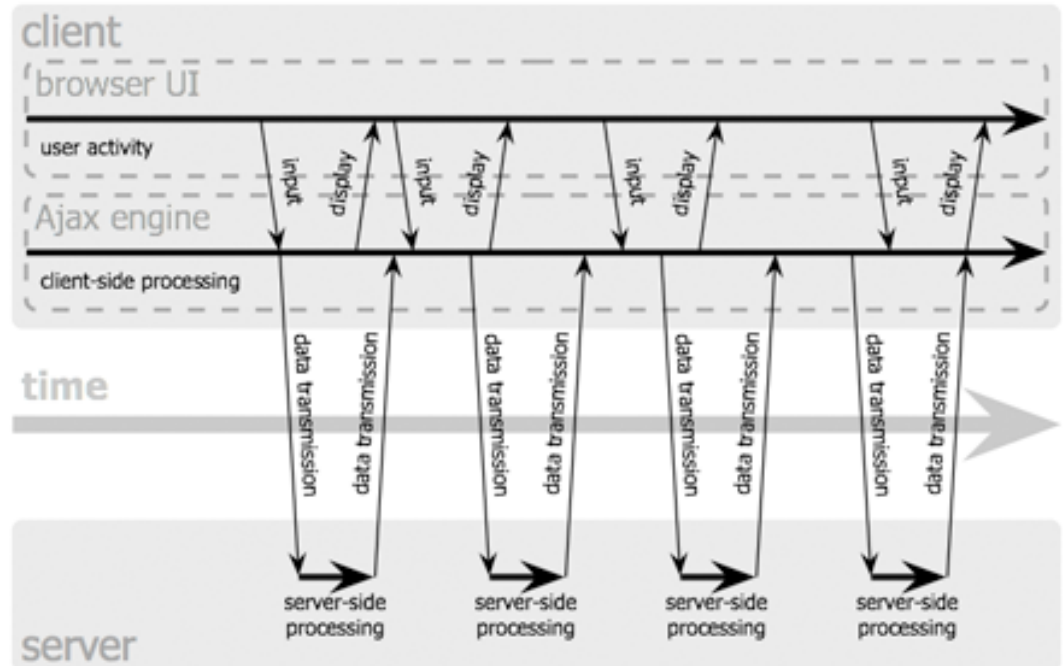 client
browser UI
user activity
input
display
input
display
input
display
input
display
Ajax engine
client-side processing
data transmission
data transmission
data transmission
data transmission
data transmission
data transmission
data transmission
data transmission
time
server-side
processing
server-side
processing
server-side
processing
server-side
processing
server